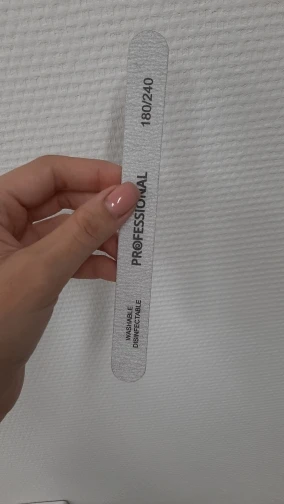 180/240
PROFESSIONAL
WASHABLE
DISINFECTABLE